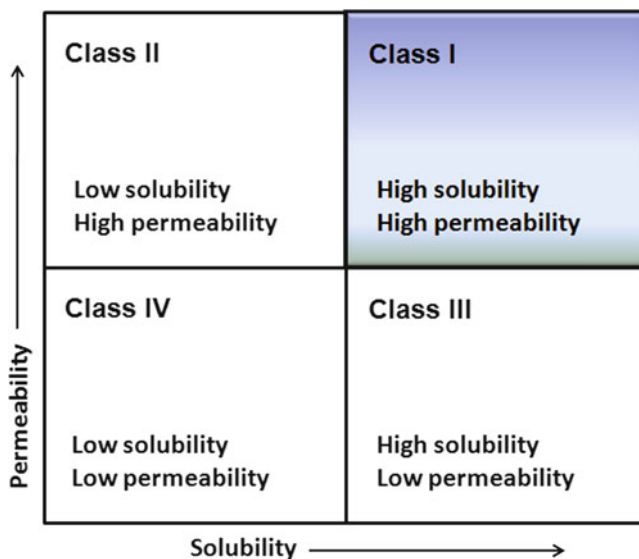 Class II
Low solubility
High permeability
Class I
High solubility
High permeability
Class IV
Low solubility
Low permeability
Class III
High solubility
Low permeability
Permeability
Solubility